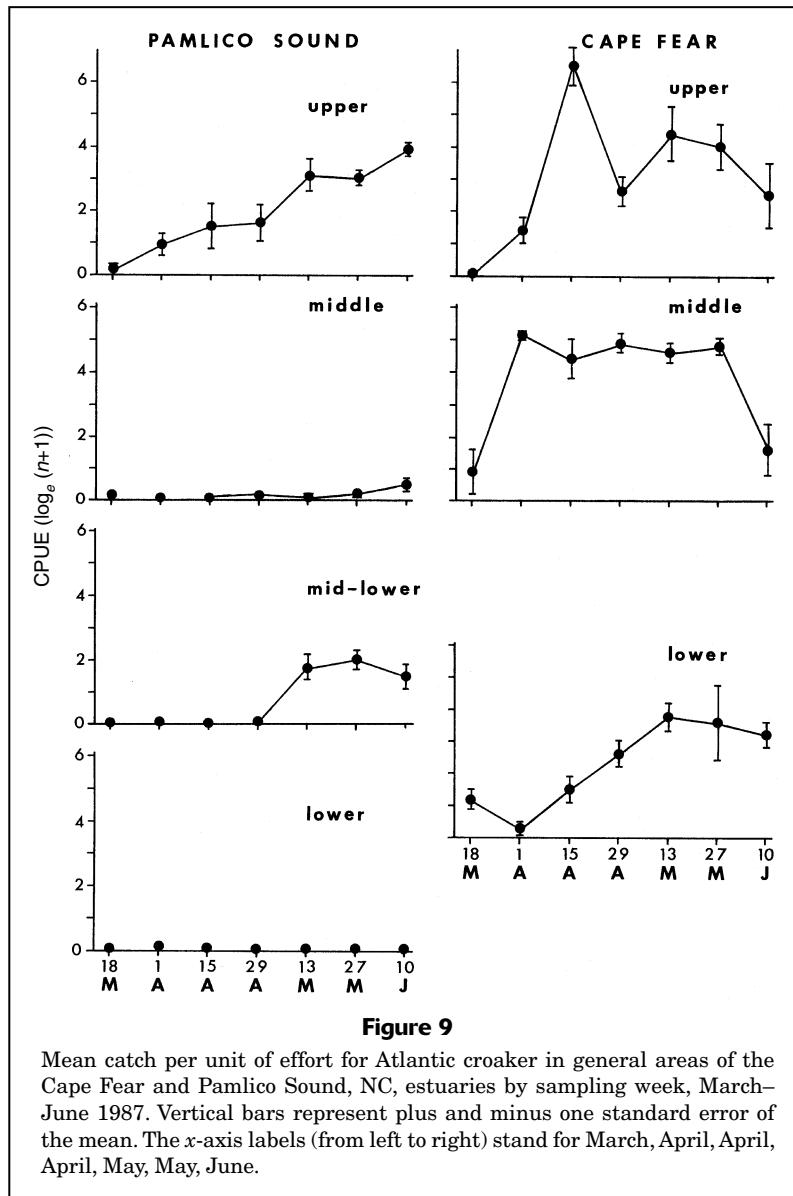 PAMLICO SOUND
CAPE FEAR
upper
upper
6
4
2
0
middle
middle
6
4
2
0
CPUE (logₑ (n+1))
mid-lower
6
4
2
0
lower
lower
6
4
2
0
18 1 15 29 13 27 10
M A A A M M J
18 1 15 29 13 27 10
M A A A M M J
Figure 9
Mean catch per unit of effort for Atlantic croaker in general areas of the
Cape Fear and Pamlico Sound, NC, estuaries by sampling week, March–
June 1987. Vertical bars represent plus and minus one standard error of
the mean. The x-axis labels (from left to right) stand for March, April, April,
April, May, May, June.